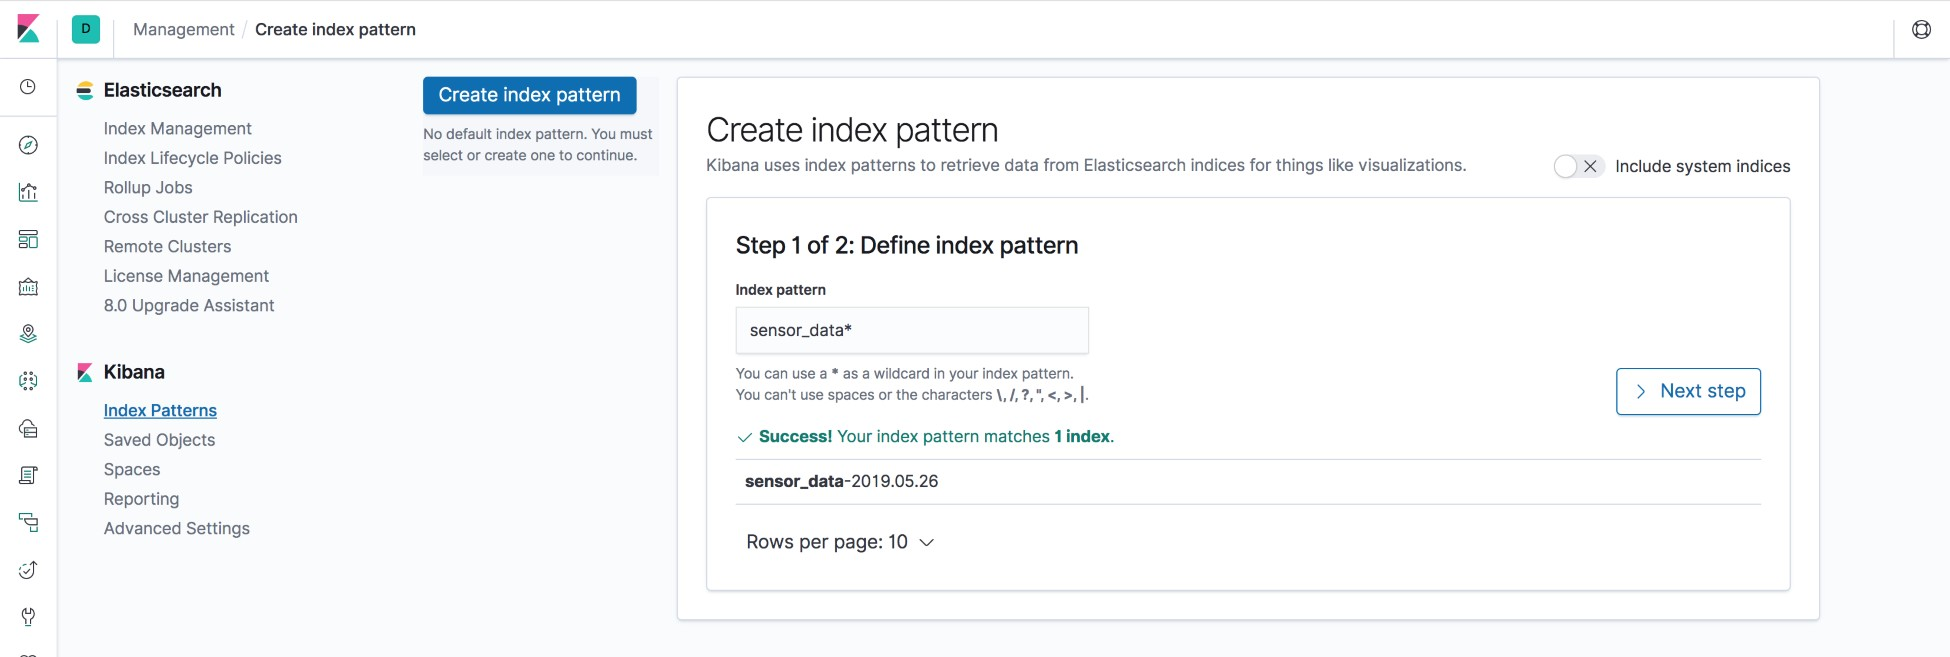 D
Management / Create index pattern
Elasticsearch
Index Management
Index Lifecycle Policies
Rollup Jobs
Cross Cluster Replication
Remote Clusters
License Management
8.0 Upgrade Assistant
Kibana
Index Patterns
Saved Objects
Spaces
Reporting
Advanced Settings
Create index pattern
No default index pattern. You must
select or create one to continue.
Create index pattern
Kibana uses index patterns to retrieve data from Elasticsearch indices for things like visualizations.
Include system indices
Step 1 of 2: Define index pattern
Index pattern
sensor_data*
You can use a * as a wildcard in your index pattern.
You can't use spaces or the characters \, /, ?, ", <, >, |.
Next step
Success! Your index pattern matches 1 index.
sensor_data-2019.05.26
Rows per page: 10